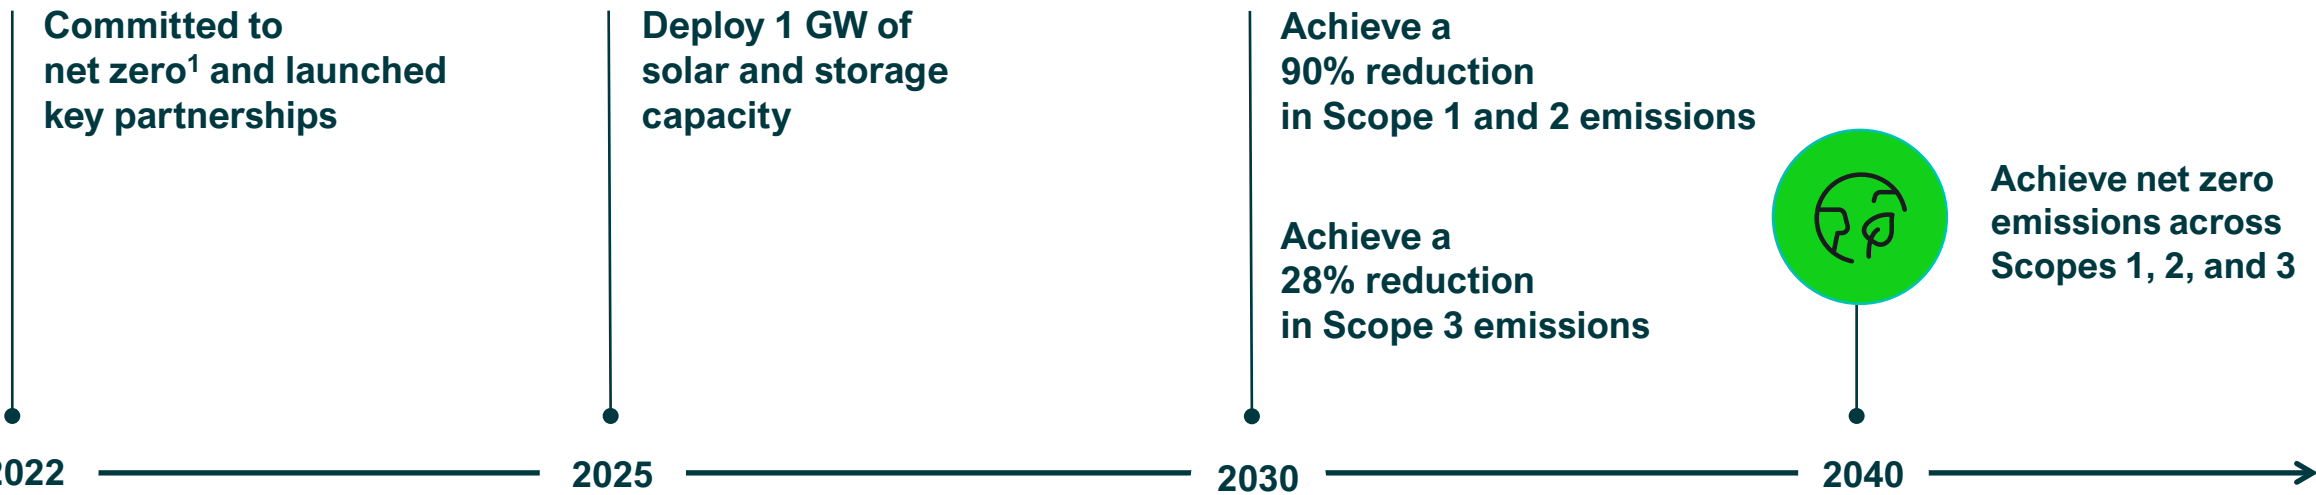 Committed to
net zero¹ and launched
key partnerships
Deploy 1 GW of
solar and storage
capacity
Achieve a
90% reduction
in Scope 1 and 2 emissions
Achieve a
28% reduction
in Scope 3 emissions
Achieve net zero
emissions across
Scopes 1, 2, and 3
2022
2025
2030
2040